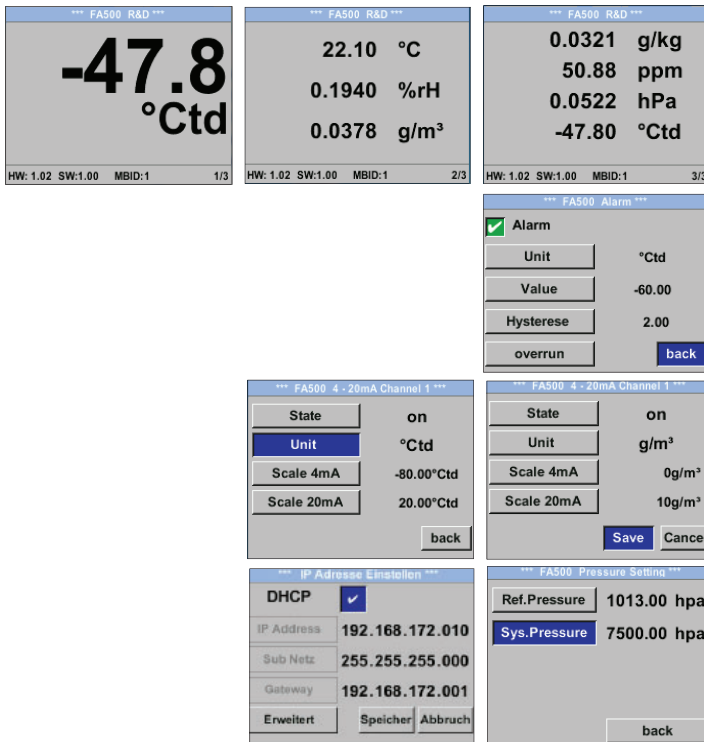 *** FA500 R&D ***
-47.8
°Ctd
HW: 1.02 SW:1.00 MBID:1 1/3
*** FA500 R&D ***
22.10 °C
0.1940 %rH
0.0378 g/m³
HW: 1.02 SW:1.00 MBID:1 2/3
*** FA500 R&D ***
0.0321 g/kg
50.88 ppm
0.0522 hPa
-47.80 °Ctd
HW: 1.02 SW:1.00 MBID:1 3/3
*** FA500 Alarm ***
Alarm
Unit °Ctd
Value -60.00
Hysterese 2.00
overrun back
*** FA500 4 - 20mA Channel 1 ***
State on
Unit °Ctd
Scale 4mA -80.00°Ctd
Scale 20mA 20.00°Ctd
back
*** FA500 4 - 20mA Channel 1 ***
State on
Unit g/m³
Scale 4mA 0g/m³
Scale 20mA 10g/m³
Save Cance
*** IP Adresse Einstellen ***
DHCP
IP Address 192.168.172.010
Sub Netz 255.255.255.000
Gateway 192.168.172.001
Erweitert Speicher Abbruch
*** FA500 Pressure Setting ***
Ref.Pressure 1013.00 hpa
Sys.Pressure 7500.00 hpa
back